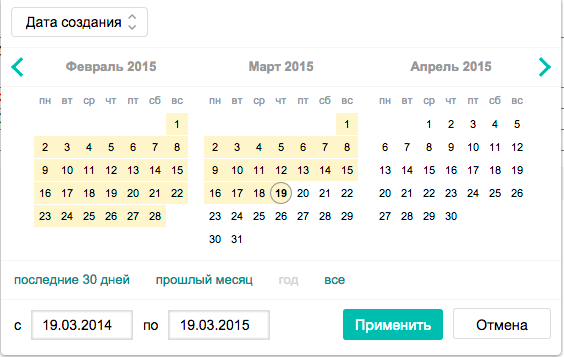 Дата создания
Февраль 2015 Март 2015 Апрель 2015
пн вт ср чт пт сб вс пн вт ср чт пт сб вс пн вт ср чт пт сб вс
1 1 1 2 3 4 5
2 3 4 5 6 7 8 2 3 4 5 6 7 8 6 7 8 9 10 11 12
9 10 11 12 13 14 15 9 10 11 12 13 14 15 13 14 15 16 17 18 19
16 17 18 19 20 21 22 16 17 18 19 20 21 22 20 21 22 23 24 25 26
23 24 25 26 27 28 23 24 25 26 27 28 29 27 28 29 30
30 31
последние 30 дней прошлый месяц год все
с 19.03.2014 по 19.03.2015 Применить Отмена